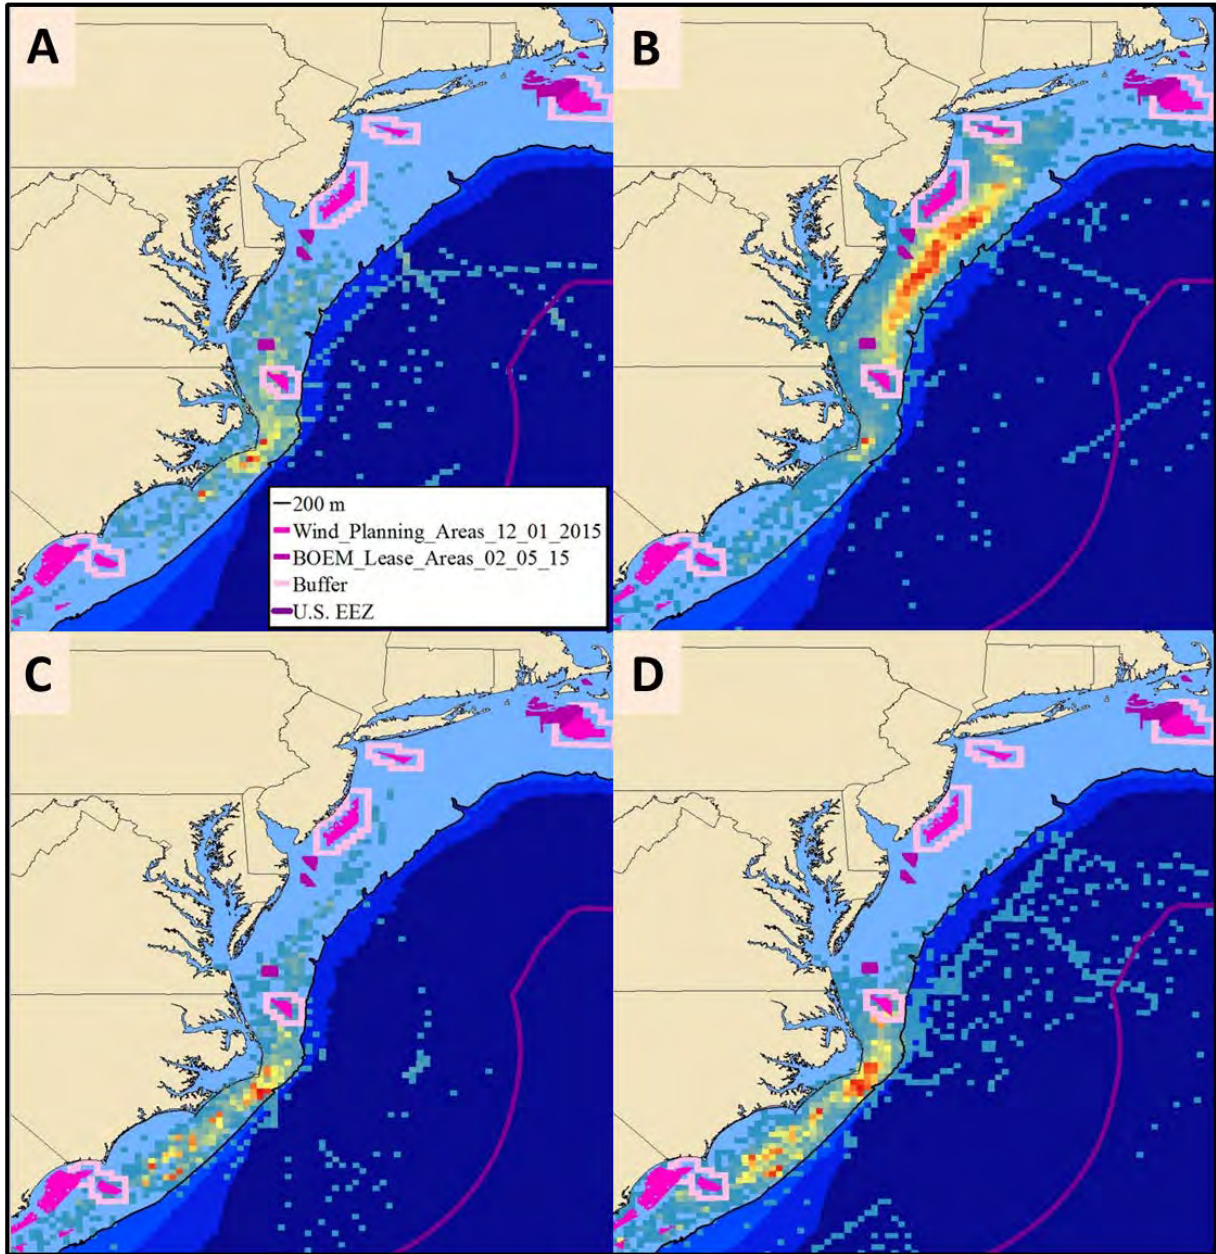 A
B
200 m
Wind_Planning_Areas_12_01_2015
BOEM_Lease_Areas_02_05_15
Buffer
U.S. EEZ
C
D